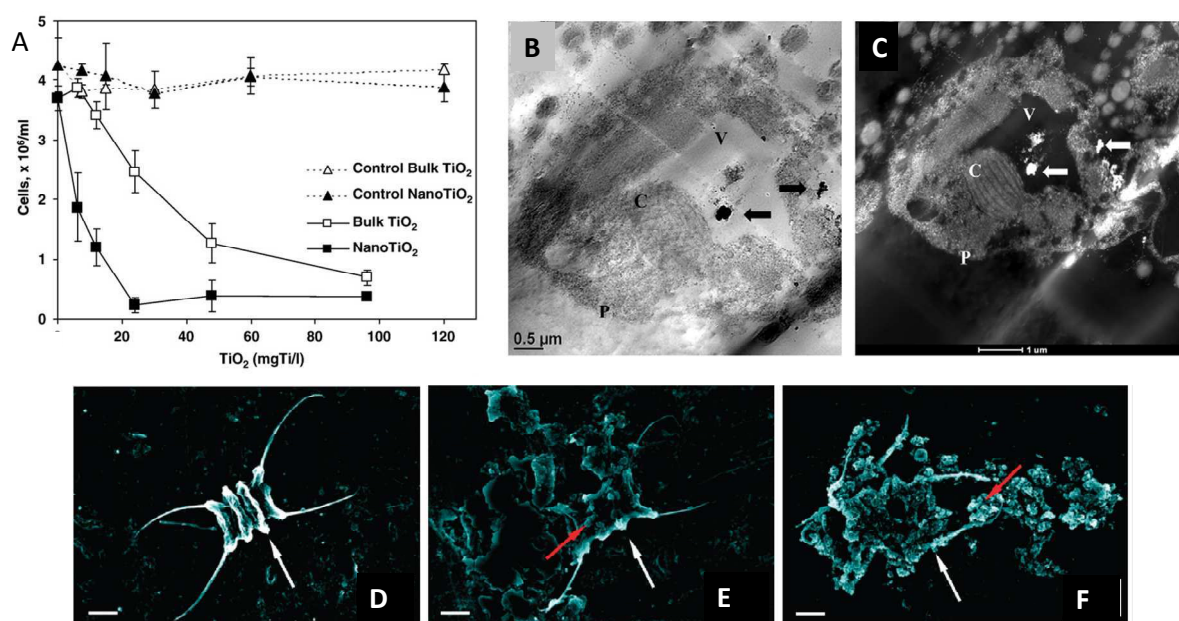 A
5
4
3
2
1
0
Cells, x 10⁶/ml
Control Bulk TiO₂
Control NanoTiO₂
Bulk TiO₂
NanoTiO₂
20
40
60
80
100
120
TiO₂ (mgTi/l)
B
V
C
P
0.5 µm
C
V
C
P
1 um
D
E
F